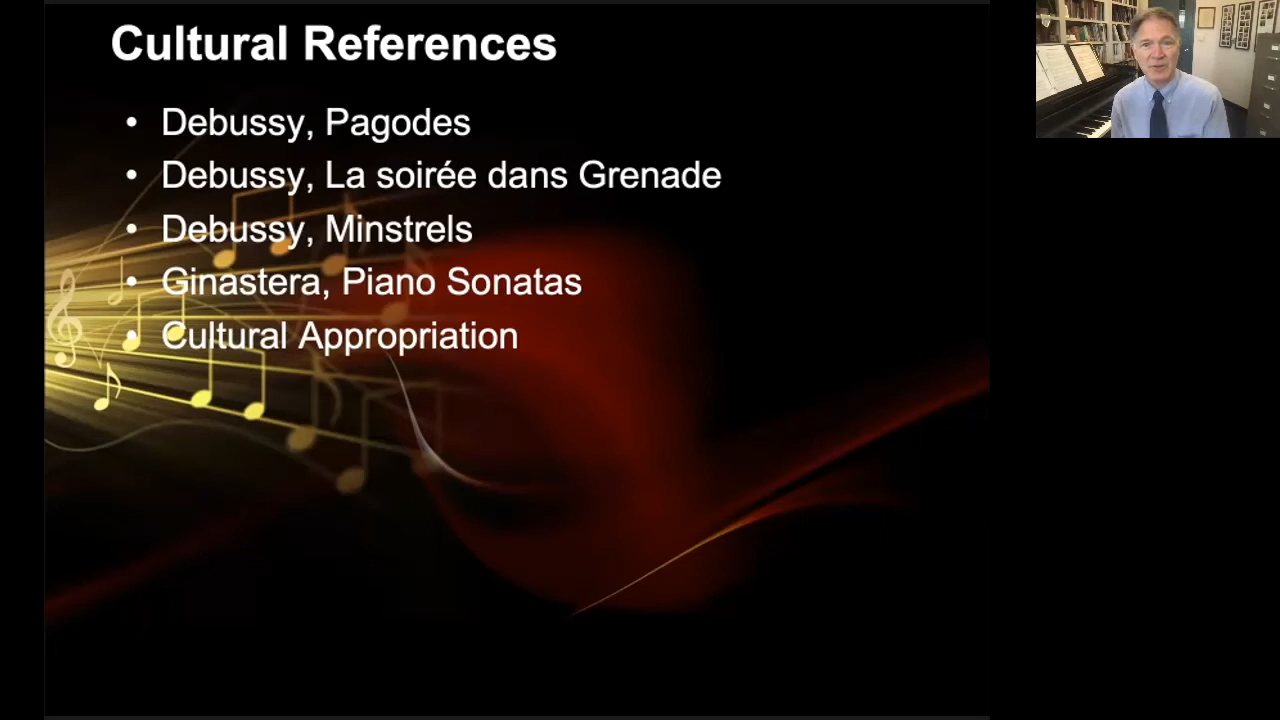 Cultural References
• Debussy, Pagodes
• Debussy, La soirée dans Grenade
• Debussy, Minstrels
• Ginastera, Piano Sonatas
• Cultural Appropriation